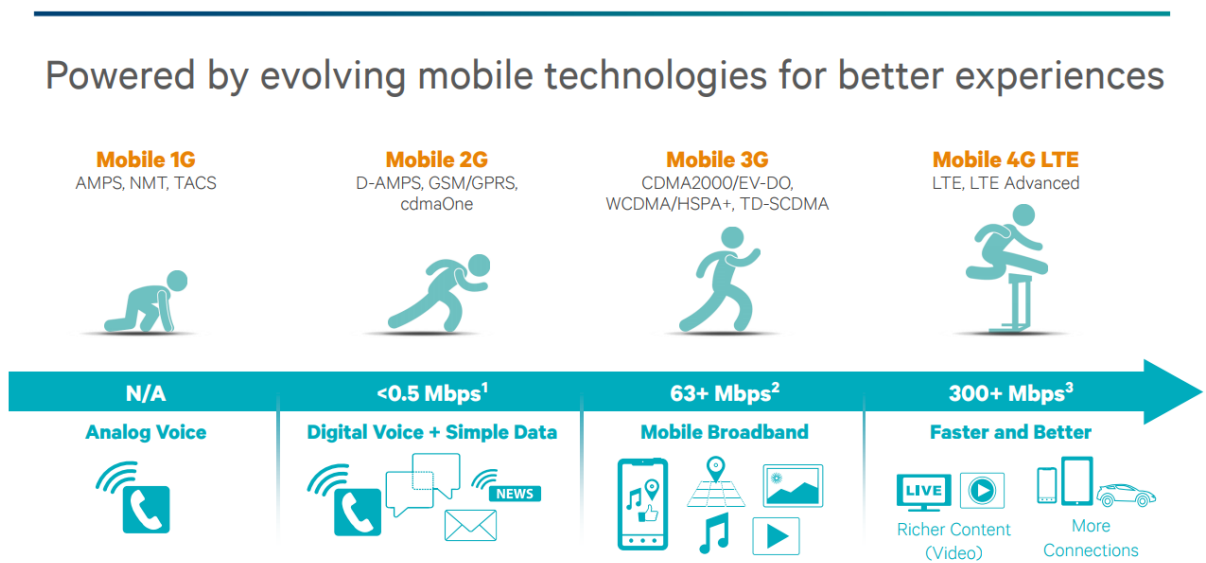 Powered by evolving mobile technologies for better experiences
Mobile 1G
AMPS, NMT, TACS
Mobile 2G
D-AMPS, GSM/GPRS,
cdmaOne
Mobile 3G
CDMA2000/EV-DO,
WCDMA/HSPA+, TD-SCDMA
Mobile 4G LTE
LTE, LTE Advanced
N/A
<0.5 Mbps¹
63+ Mbps²
300+ Mbps³
Analog Voice
Digital Voice + Simple Data
Mobile Broadband
Faster and Better
NEWS
LIVE
Richer Content
(Video)
More
Connections